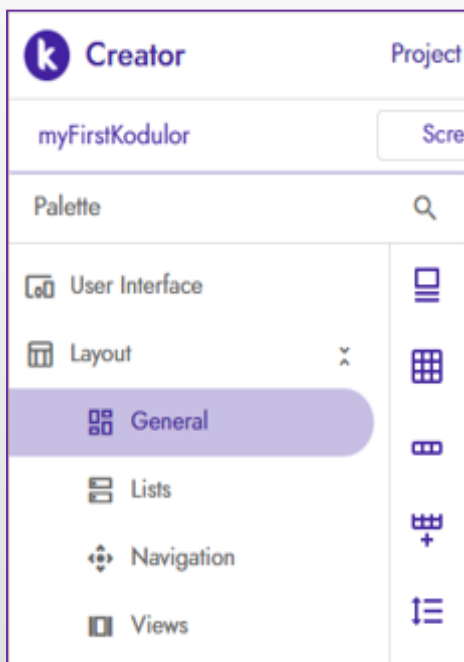 k Creator Project
myFirstKodulor Scre
Palette
User Interface
Layout
General
Lists
Navigation
Views